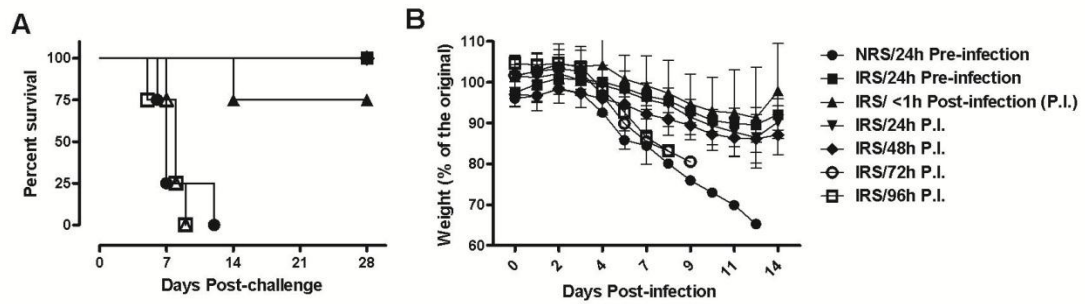 A
Percent survival
100
75
50
25
0
0 7 14 21 28
Days Post-challenge
B
Weight (% of the original)
110
100
90
80
70
60
0 2 4 7 9 11 14
Days Post-infection
NRS/24h Pre-infection
IRS/24h Pre-infection
IRS/ <1h Post-infection (P.I.)
IRS/24h P.I.
IRS/48h P.I.
IRS/72h P.I.
IRS/96h P.I.